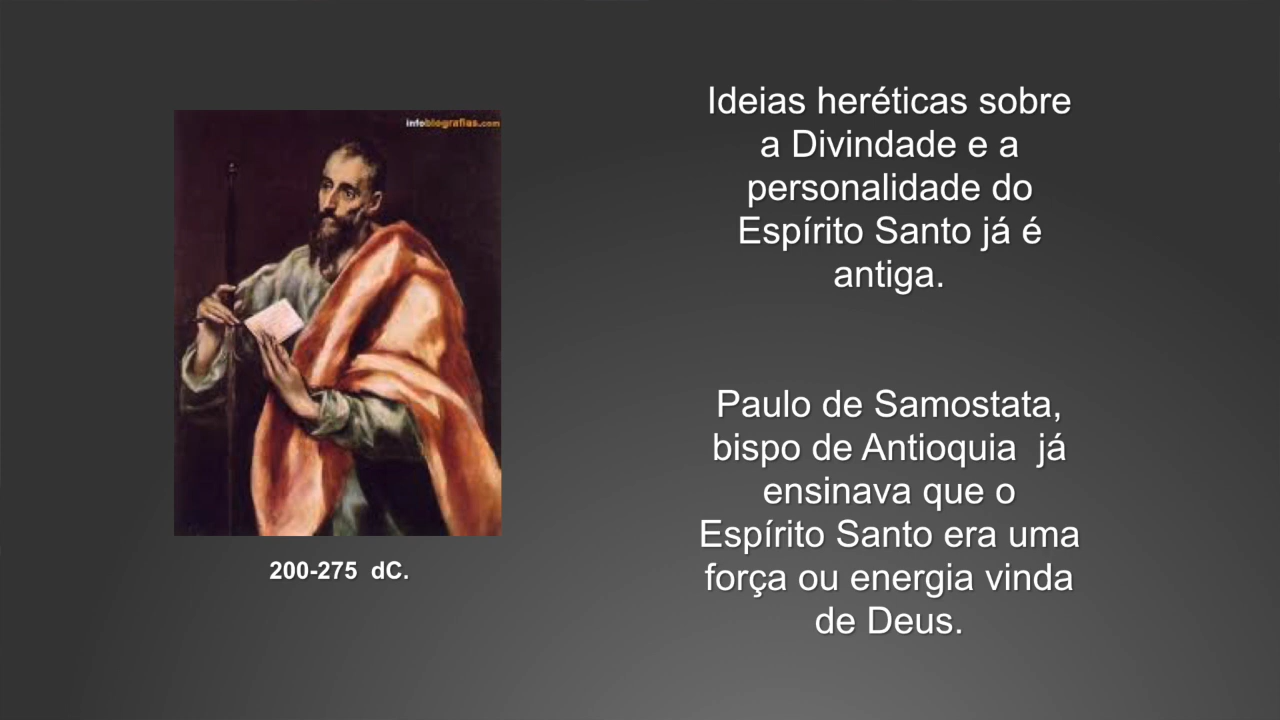 infobiografias.com
200-275 dC.
Ideias heréticas sobre
a Divindade e a
personalidade do
Espírito Santo já é
antiga.
Paulo de Samostata,
bispo de Antioquia já
ensinava que o
Espírito Santo era uma
força ou energia vinda
de Deus.